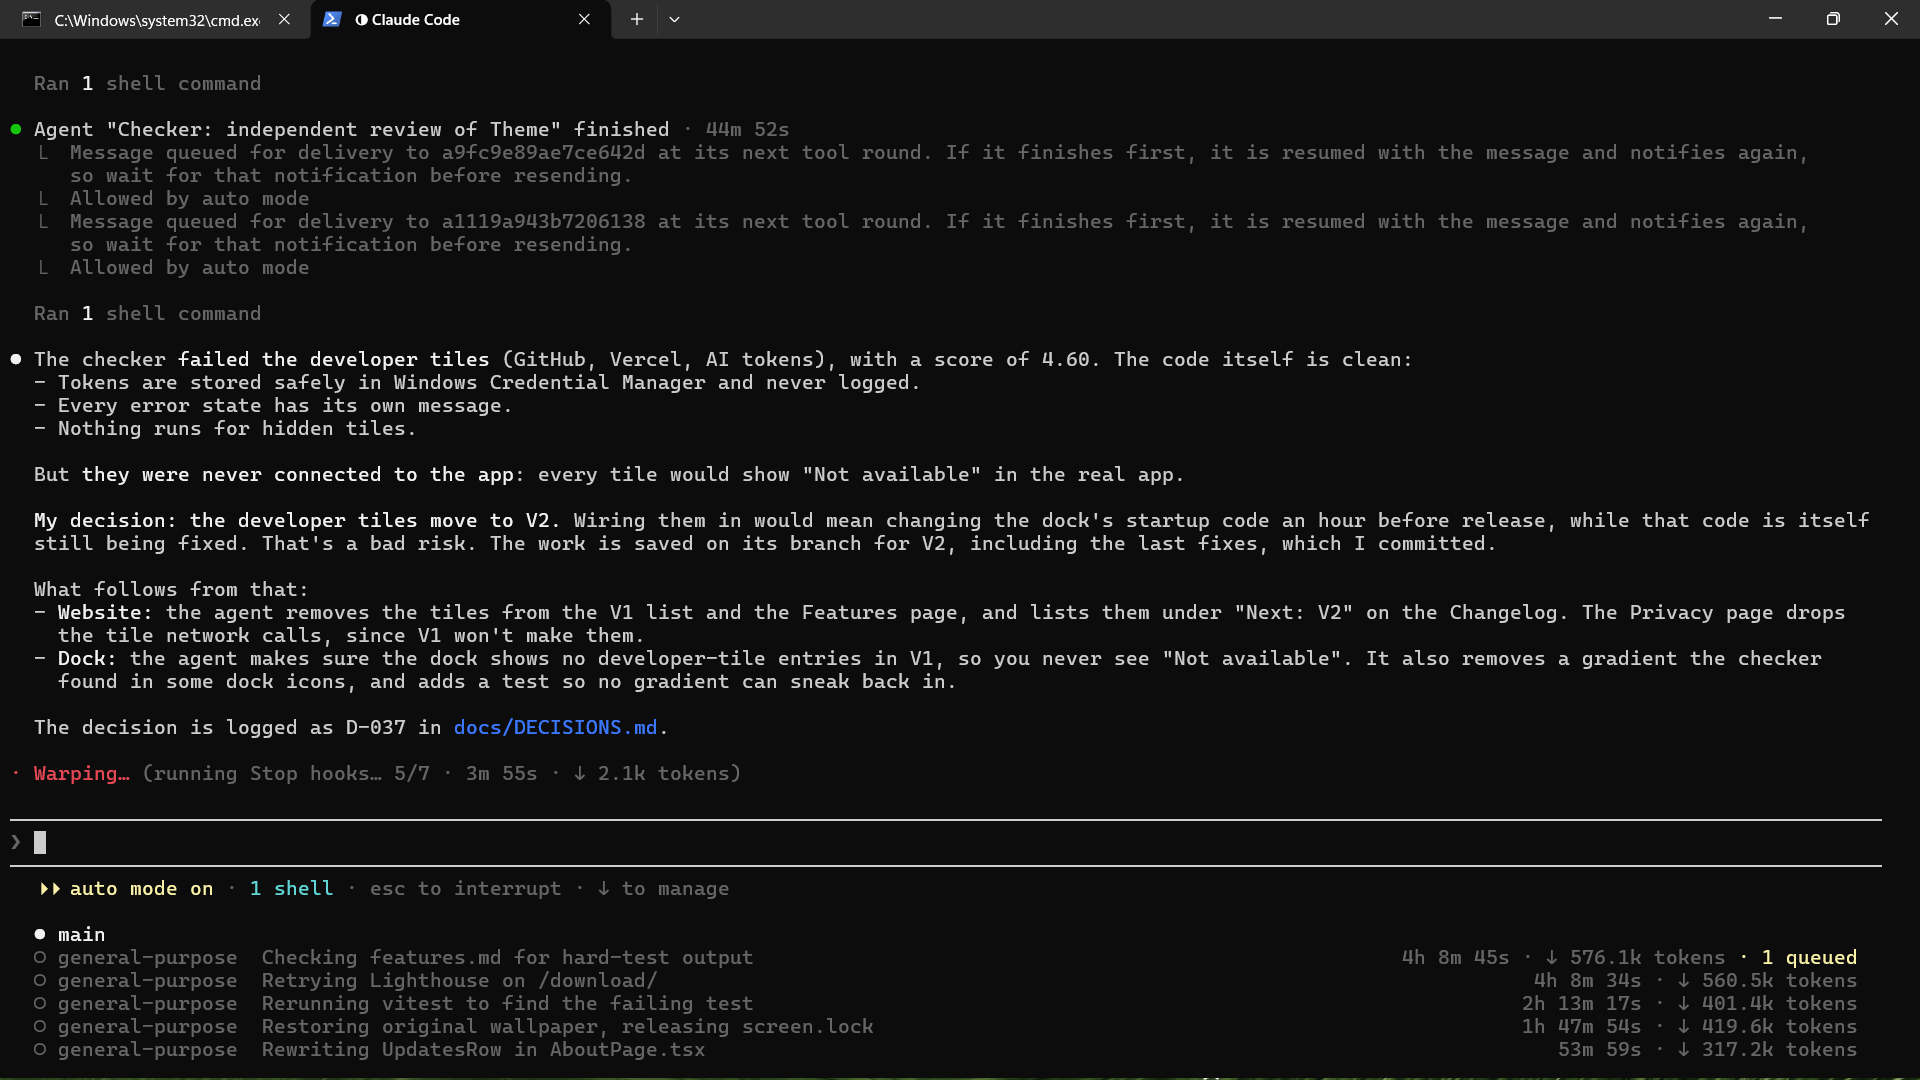 C:\Windows\system32\cmd.ex
Claude Code
Ran 1 shell command
● Agent "Checker: independent review of Theme" finished · 44m 52s
└ Message queued for delivery to a9fc9e89ae7ce642d at its next tool round. If it finishes first, it is resumed with the message and notifies again,
so wait for that notification before resending.
└ Allowed by auto mode
└ Message queued for delivery to a1119a943b7206138 at its next tool round. If it finishes first, it is resumed with the message and notifies again,
so wait for that notification before resending.
└ Allowed by auto mode
Ran 1 shell command
● The checker failed the developer tiles (GitHub, Vercel, AI tokens), with a score of 4.60. The code itself is clean:
- Tokens are stored safely in Windows Credential Manager and never logged.
- Every error state has its own message.
- Nothing runs for hidden tiles.
But they were never connected to the app: every tile would show "Not available" in the real app.
My decision: the developer tiles move to V2. Wiring them in would mean changing the dock's startup code an hour before release, while that code is itself
still being fixed. That's a bad risk. The work is saved on its branch for V2, including the last fixes, which I committed.
What follows from that:
- Website: the agent removes the tiles from the V1 list and the Features page, and lists them under "Next: V2" on the Changelog. The Privacy page drops
the tile network calls, since V1 won't make them.
- Dock: the agent makes sure the dock shows no developer-tile entries in V1, so you never see "Not available". It also removes a gradient the checker
found in some dock icons, and adds a test so no gradient can sneak back in.
The decision is logged as D-037 in docs/DECISIONS.md.
· Warping… (running Stop hooks… 5/7 · 3m 55s · ↓ 2.1k tokens)
❯
⏵⏵ auto mode on · 1 shell · esc to interrupt · ↓ to manage
● main
○ general-purpose Checking features.md for hard-test output 4h 8m 45s · ↓ 576.1k tokens · 1 queued
○ general-purpose Retrying Lighthouse on /download/ 4h 8m 34s · ↓ 560.5k tokens
○ general-purpose Rerunning vitest to find the failing test 2h 13m 17s · ↓ 401.4k tokens
○ general-purpose Restoring original wallpaper, releasing screen.lock 1h 47m 54s · ↓ 419.6k tokens
○ general-purpose Rewriting UpdatesRow in AboutPage.tsx 53m 59s · ↓ 317.2k tokens